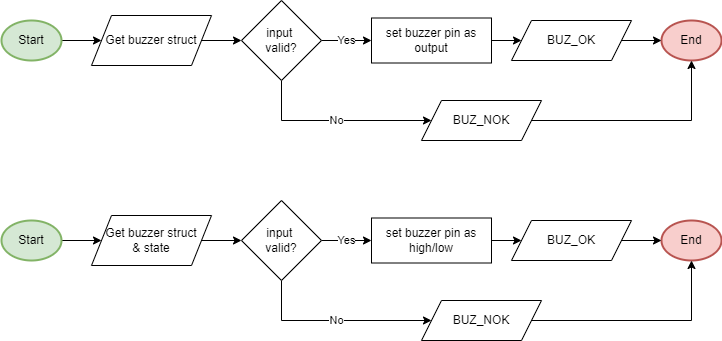 Start
Get buzzer struct
input
valid?
Yes
set buzzer pin as
output
BUZ_OK
End
No
BUZ_NOK
Start
Get buzzer struct
& state
input
valid?
Yes
set buzzer pin as
high/low
BUZ_OK
End
No
BUZ_NOK